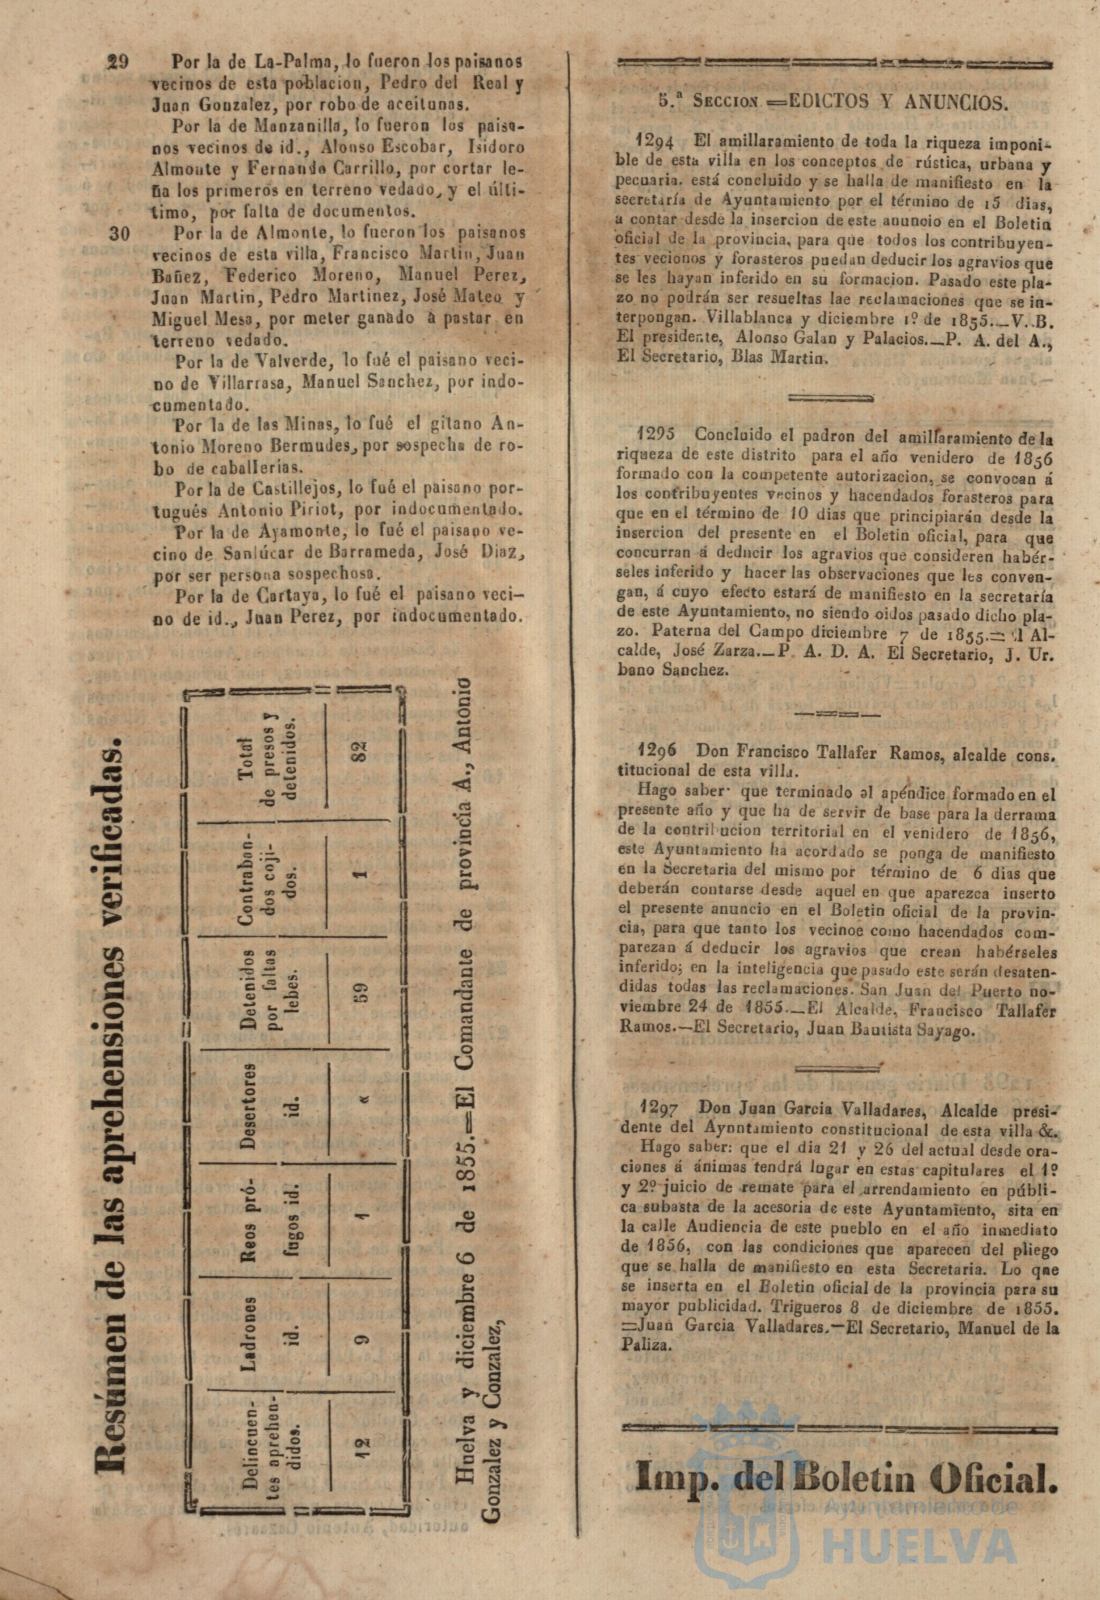 29 Por la de La-Palma, lo fueron los paisanos
vecinos de esta poblacion, Pedro del Real y
Juan Gonzalez, por robo de aceitunas.
Por la de Manzanilla, lo fueron los paisa-
nos vecinos de id., Alonso Escobar, Isidoro
Almonte y Fernando Carrillo, por cortar le-
ña los primeros en terreno vedado, y el últi-
timo, por falta de documentos.
30 Por la de Almonte, lo fueron los paisanos
vecinos de esta villa, Francisco Martin, Juan
Bañez, Federico Moreno, Manuel Perez,
Juan Martin, Pedro Martinez, José Mateo y
Miguel Mesa, por meter ganado à pastar en
terreno vedado.
Por la de Valverde, lo fué el paisano veci-
no de Villarrasa, Manuel Sanchez, por indo-
cumentado.
Por la de las Minas, lo fué el gitano An-
tonio Moreno Bermudes, por sospecha de ro-
bo de caballerias.
Por la de Castillejos, lo fué el paisano por-
tugués Antonio Piriot, por indocumentado.
Por la de Ayamonte, lo fué el paisano ve-
cino de Sanlúcar de Barrameda, José Diaz,
por ser persona sospechosa.
Por la de Cartaya, lo fué el paisano veci-
no de id., Juan Perez, por indocumentado.
Resúmen de las aprehensiones verificadas.
Delincuen-
tes aprehen-
didos.
12
Ladrones
id.
9
Reos pró-
fugos id.
1
Desertores
id.
«
Detenidos
por faltas
lebes.
59
Contraban-
dos coji-
dos.
1
Total
de presos y
detenidos.
82
Huelva y diciembre 6 de 1855.=El Comandante de provincia A., Antonio
Gonzalez y Conzalez,
5.ª SECCION =EDICTOS Y ANUNCIOS.
1294 El amillaramiento de toda la riqueza imponi-
ble de esta villa en los conceptos de rústica, urbana y
pecuaria. está concluido y se halla de manifiesto en la
secretaría de Ayuntamiento por el término de 15 dias,
a contar desde la insercion de este anuncio en el Boletin
oficial de la provincia, para que todos los contribuyen-
tes vecionos y forasteros puedan deducir los agravios que
se les hayan inferido en su formacion. Pasado este pla-
zo no podrán ser resueltas lae reclamaciones que se in-
terpongan. Villablanca y diciembre 1.º de 1855.—V. B.
El presidente, Alonso Galan y Palacios.—P. A. del A.,
El Secretario, Blas Martin.
1295 Concluido el padron del amillaramiento de la
riqueza de este distrito para el año venidero de 1856
formado con la competente autorizacion, se convocan á
los contribuyentes vecinos y hacendados forasteros para
que en el término de 10 dias que principiarán desde la
insercion del presente en el Boletin oficial, para que
concurran á deducir los agravios que consideren habér-
seles inferido y hacer las observaciones que les conven-
gan, á cuyo efecto estará de manifiesto en la secretaría
de este Ayuntamiento, no siendo oidos pasado dicho pla-
zo. Paterna del Campo diciembre 7 de 1855.= l Al-
calde, José Zarza.—P. A. D. A. El Secretario, J. Ur.
bano Sanchez.
1296 Don Francisco Tallafer Ramos, alcalde cons.
titucional de esta villa.
Hago saber· que terminado el apéndice formado en el
presente año y que ha de servir de base para la derrama
de la contribucion territorial en el venidero de 1856,
este Ayuntamiento ha acordado se ponga de manifiesto
en la Secretaria del mismo por término de 6 dias que
deberán contarse desde aquel en que aparezca inserto
el presente anuncio en el Boletin oficial de la provin-
cia, para que tanto los vecinoe como hacendados com-
parezan á deducir los agravios que crean habérseles
inferido; en la inteligencia que pasado este serán desaten-
didas todas las reclamaciones. San Juan del Puerto no-
viembre 24 de 1855.—El Alcalde, Francisco Tallafer
Ramos.—El Secretario, Juan Bautista Sayago.
1297 Don Juan Garcia Valladares, Alcalde presi-
dente del Aynntamiento constitucional de esta villa &.
Hago saber: que el dia 21 y 26 del actual desde ora-
ciones á ánimas tendrá lugar en estas capitulares el 1º
y 2º juicio de remate para el arrendamiento en públi-
ca subasta de la acesoria de este Ayuntamiento, sita en
la calle Audiencia de este pueblo en el año inmediato
de 1856, con las condiciones que aparecen del pliego
que se halla de manifiesto en esta Secretaria. Lo qne
se inserta en el Boletin oficial de la provincia para su
mayor publicidad. Trigueros 8 de diciembre de 1855.
=Juan Garcia Valladares.—El Secretario, Manuel de la
Paliza.
Imp. del Boletin Oficial.
Ayuntamiento de
HUELVA